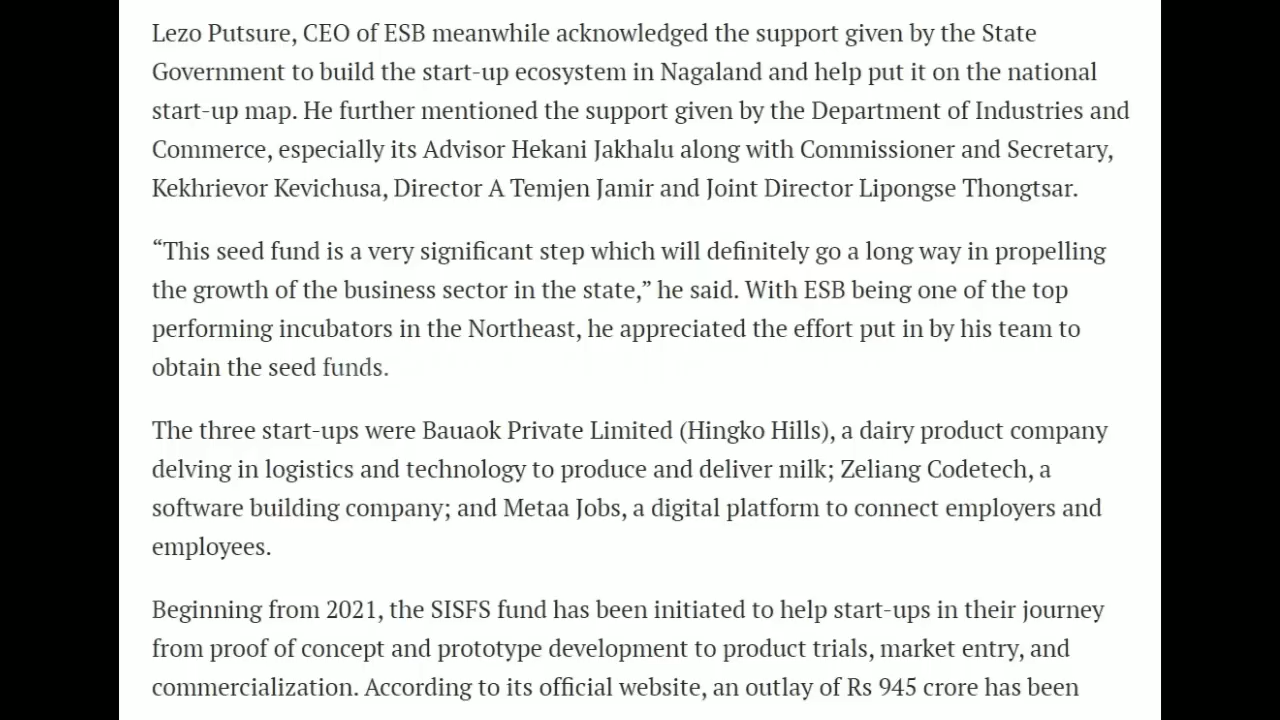 Lezo Putsure, CEO of ESB meanwhile acknowledged the support given by the State
Government to build the start-up ecosystem in Nagaland and help put it on the national
start-up map. He further mentioned the support given by the Department of Industries and
Commerce, especially its Advisor Hekani Jakhalu along with Commissioner and Secretary,
Kekhrievor Kevichusa, Director A Temjen Jamir and Joint Director Lipongse Thongtsar.
“This seed fund is a very significant step which will definitely go a long way in propelling
the growth of the business sector in the state,” he said. With ESB being one of the top
performing incubators in the Northeast, he appreciated the effort put in by his team to
obtain the seed funds.
The three start-ups were Bauaok Private Limited (Hingko Hills), a dairy product company
delving in logistics and technology to produce and deliver milk; Zeliang Codetech, a
software building company; and Metaa Jobs, a digital platform to connect employers and
employees.
Beginning from 2021, the SISFS fund has been initiated to help start-ups in their journey
from proof of concept and prototype development to product trials, market entry, and
commercialization. According to its official website, an outlay of Rs 945 crore has been